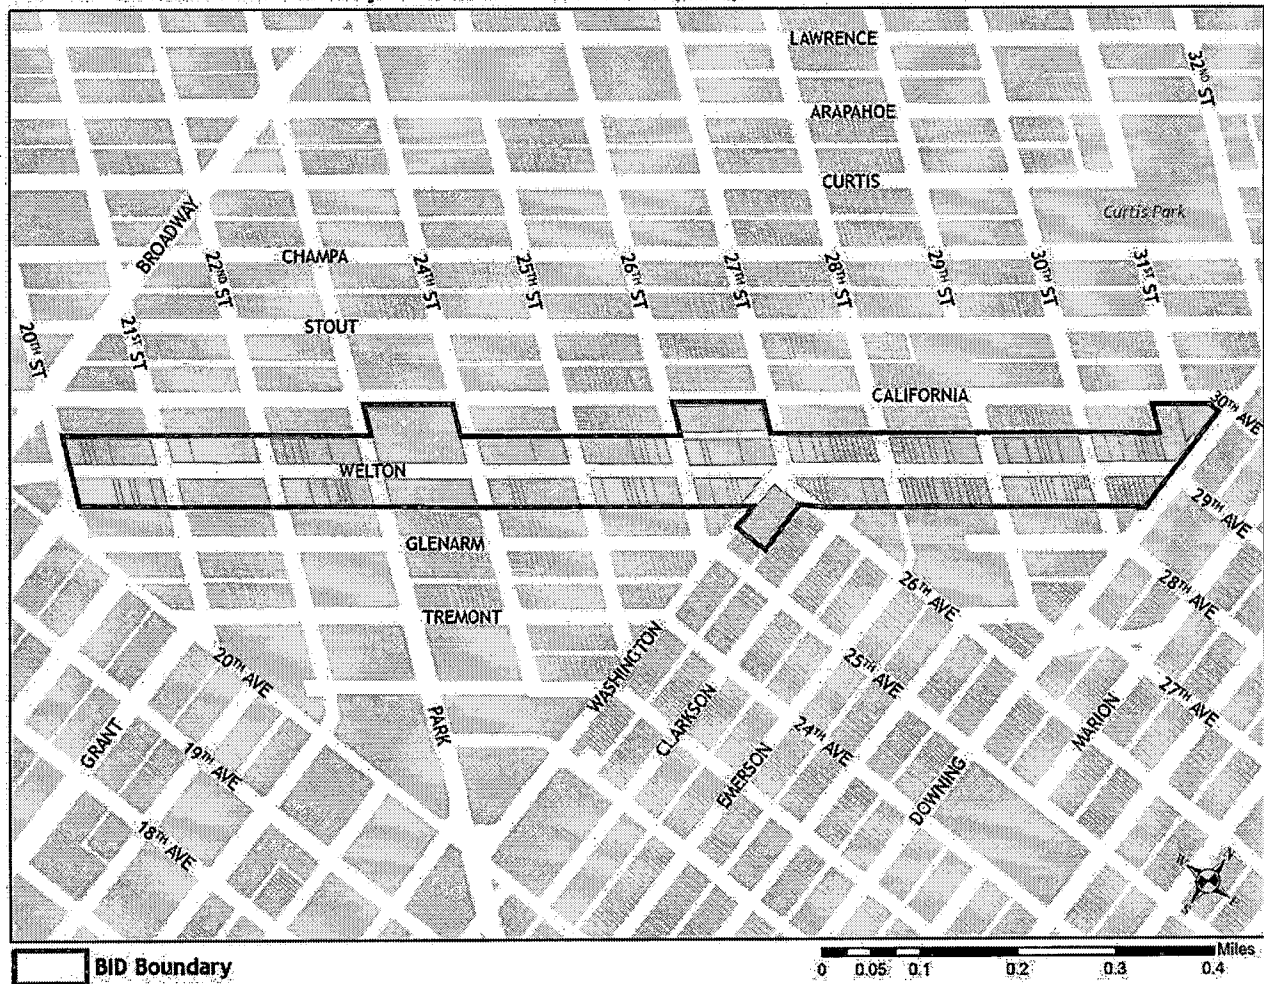 LAWRENCE
32ND ST
ARAPAHOE
CURTIS
Curtis Park
BROADWAY
CHAMPA
22ND ST
24TH ST
25TH ST
26TH ST
27TH ST
28TH ST
29TH ST
30TH ST
31ST ST
20TH ST
21ST ST
STOUT
CALIFORNIA
30TH AVE
WELTON
29TH AVE
GLENARM
26TH AVE
28TH AVE
TREMONT
20TH AVE
WASHINGTON
25TH AVE
27TH AVE
GRANT
19TH AVE
PARK
CLARKSON
24TH AVE
MARION
EMERSON
DOWNING
18TH AVE
N
W
E
S
BID Boundary
Miles
0 0.05 0.1 0.2 0.3 0.4